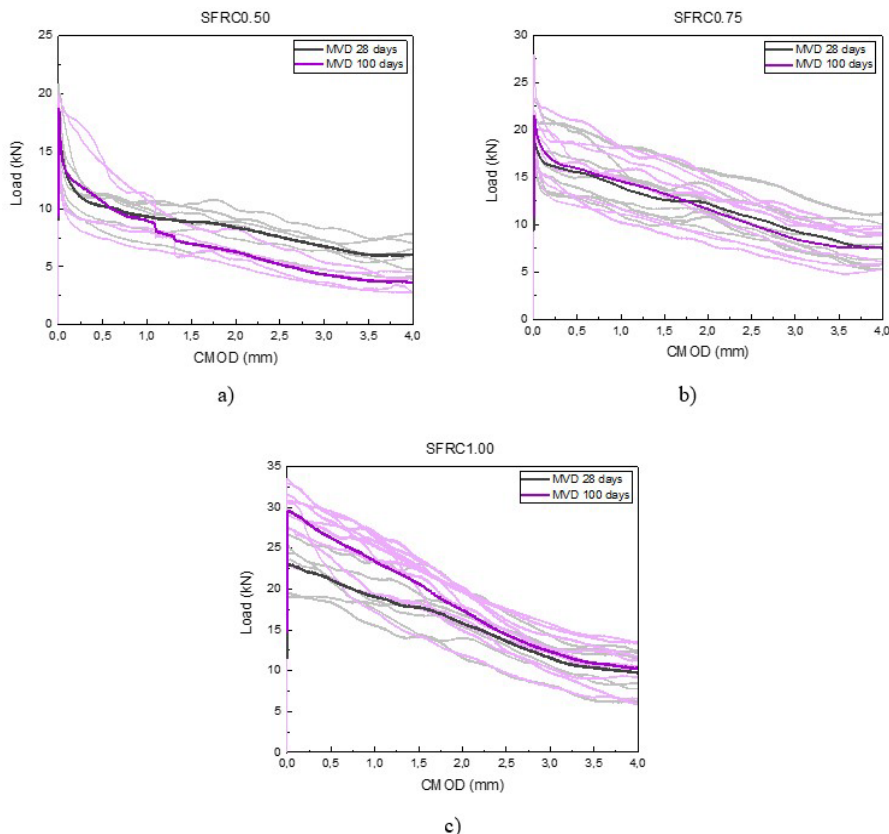 SFRC0.50
25
20
15
10
5
0
Load (kN)
MVD 28 days
MVD 100 days
0,0 0,5 1,0 1,5 2,0 2,5 3,0 3,5 4,0
CMOD (mm)
a)
SFRC0.75
30
25
20
15
10
5
0
Load (kN)
MVD 28 days
MVD 100 days
0,0 0,5 1,0 1,5 2,0 2,5 3,0 3,5 4,0
CMOD (mm)
b)
SFRC1.00
35
30
25
20
15
10
5
0
Load (kN)
MVD 28 days
MVD 100 days
0,0 0,5 1,0 1,5 2,0 2,5 3,0 3,5 4,0
CMOD (mm)
c)